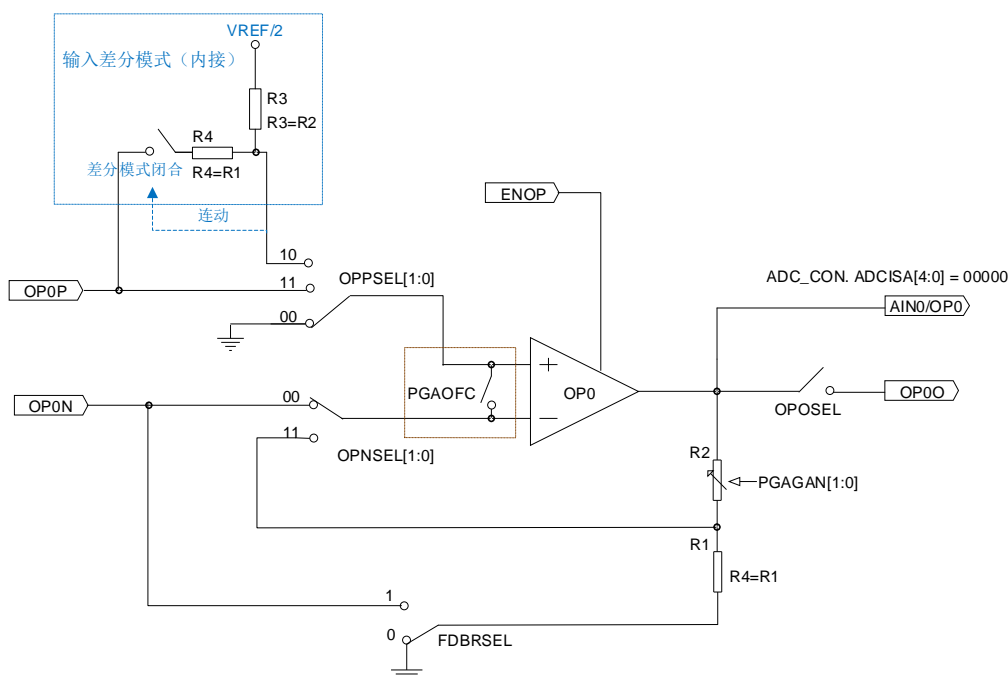 VREF/2
输入差分模式（内接）
R3
R3=R2
R4
R4=R1
差分模式闭合
连动
ENOP
10
OP0P
11
OPPSEL[1:0]
00
ADC_CON. ADCISA[4:0] = 00000
AIN0/OP0
PGAOFC
OP0
OP0N
00
OP0O
OPOSEL
11
OPNSEL[1:0]
R2
PGAGAN[1:0]
R1
R4=R1
1
0
FDBRSEL